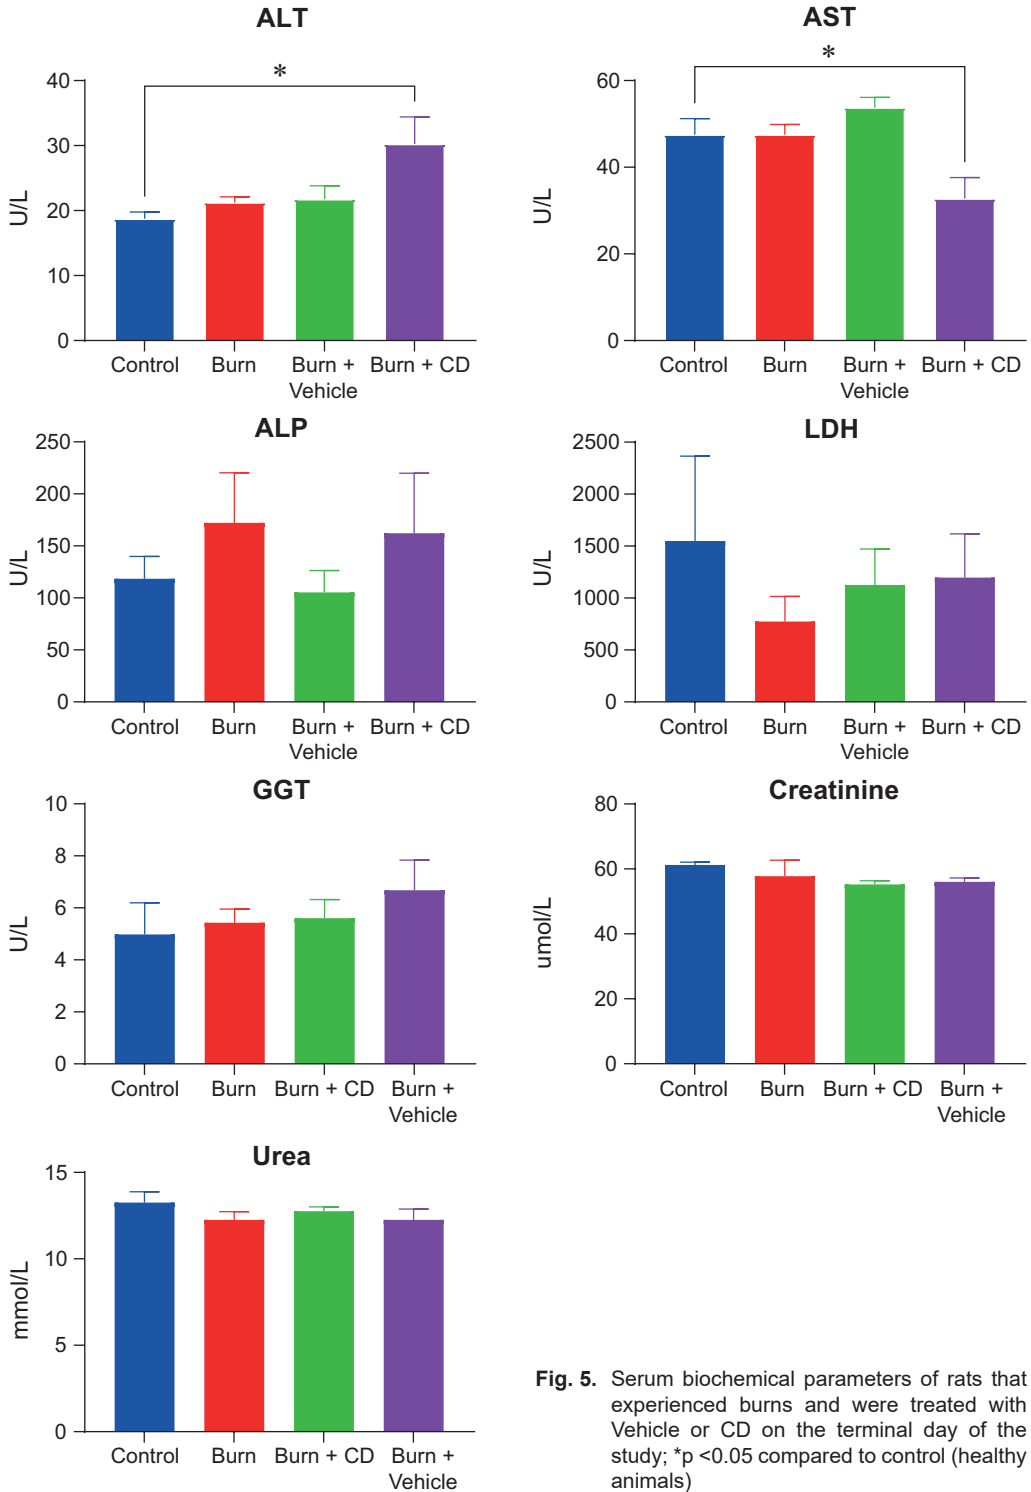 ALT
*
40
30
20
10
0
U/L
Control Burn Burn + Burn + CD
Vehicle
AST
*
60
40
20
0
U/L
Control Burn Burn + Burn + CD
Vehicle
ALP
250
200
150
100
50
0
U/L
Control Burn Burn + Burn + CD
Vehicle
LDH
2500
2000
1500
1000
500
0
U/L
Control Burn Burn + Burn + CD
Vehicle
GGT
10
8
6
4
2
0
U/L
Control Burn Burn + CD Burn +
Vehicle
Creatinine
80
60
40
20
0
umol/L
Control Burn Burn + CD Burn +
Vehicle
Urea
15
10
5
0
mmol/L
Control Burn Burn + CD Burn +
Vehicle
Fig. 5. Serum biochemical parameters of rats that
experienced burns and were treated with
Vehicle or CD on the terminal day of the
study; *p <0.05 compared to control (healthy
animals)